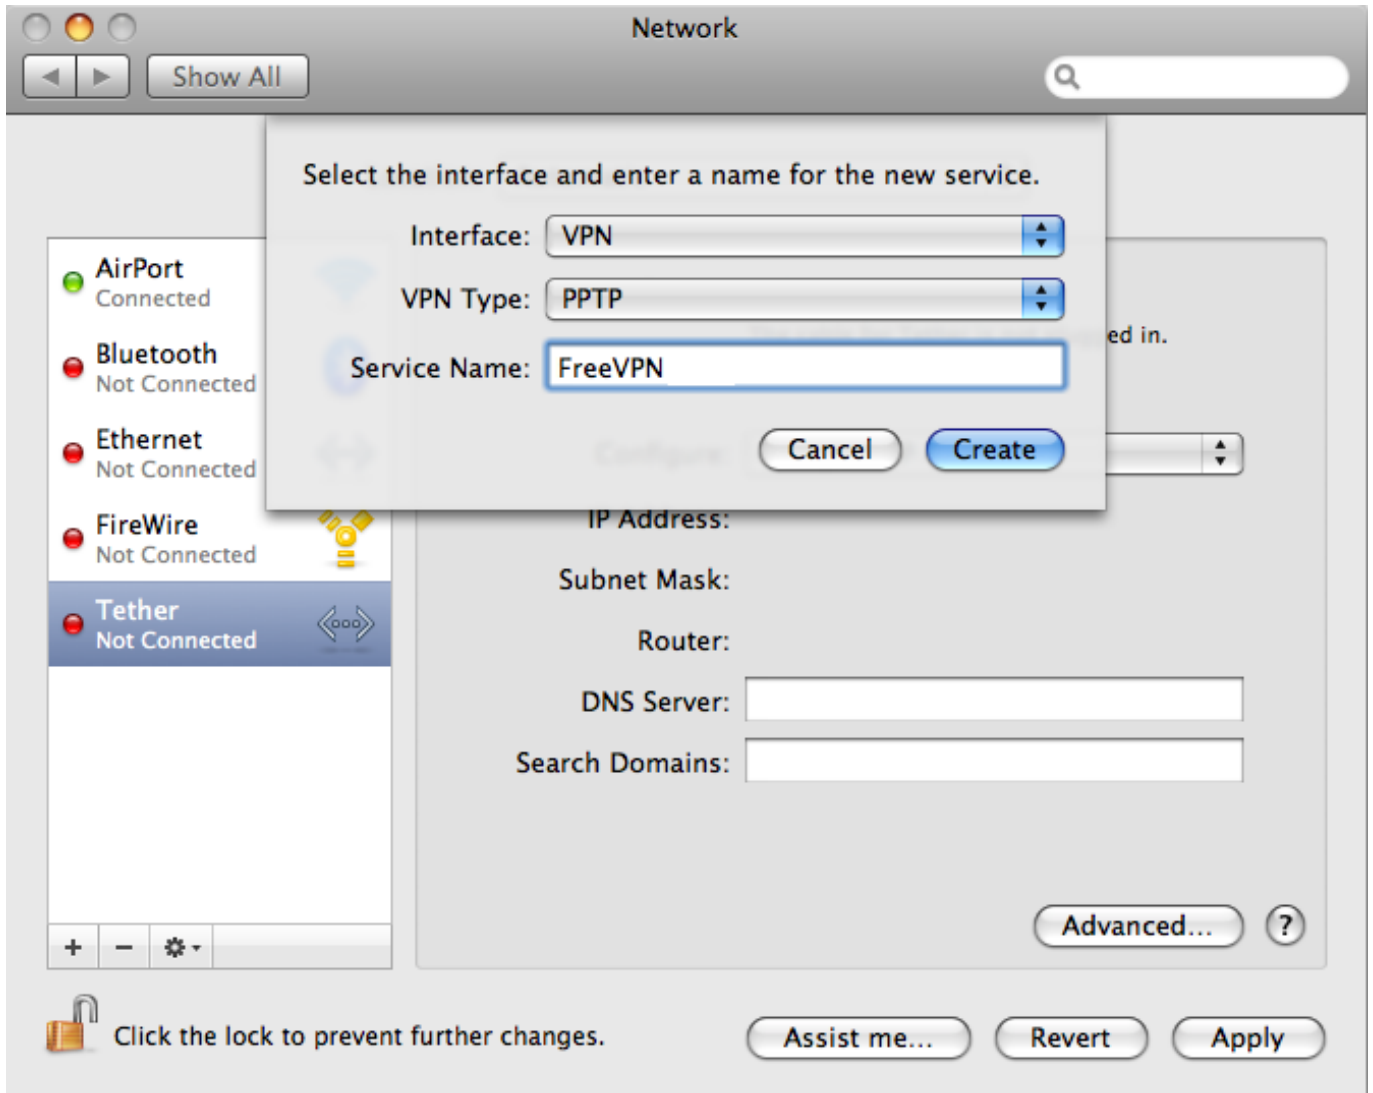 Network
Show All
Select the interface and enter a name for the new service.
Interface: VPN
VPN Type: PPTP
Service Name: FreeVPN
Cancel Create
AirPort
Connected
Bluetooth
Not Connected
Ethernet
Not Connected
FireWire
Not Connected
Tether
Not Connected
ed in.
Configure:
IP Address:
Subnet Mask:
Router:
DNS Server:
Search Domains:
Advanced... ?
Click the lock to prevent further changes.
Assist me... Revert Apply